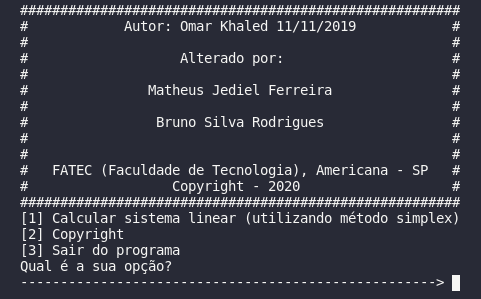 #######################################################
#            Autor: Omar Khaled 11/11/2019            #
#                                                     #
#                   Alterado por:                     #
#                                                     #
#               Matheus Jediel Ferreira               #
#                                                     #
#                Bruno Silva Rodrigues                #
#                                                     #
#                                                     #
#   FATEC (Faculdade de Tecnologia), Americana - SP   #
#                  Copyright - 2020                   #
#######################################################
[1] Calcular sistema linear (utilizando método simplex)
[2] Copyright
[3] Sair do programa
Qual é a sua opção?
----------------------------------------------------&gt;